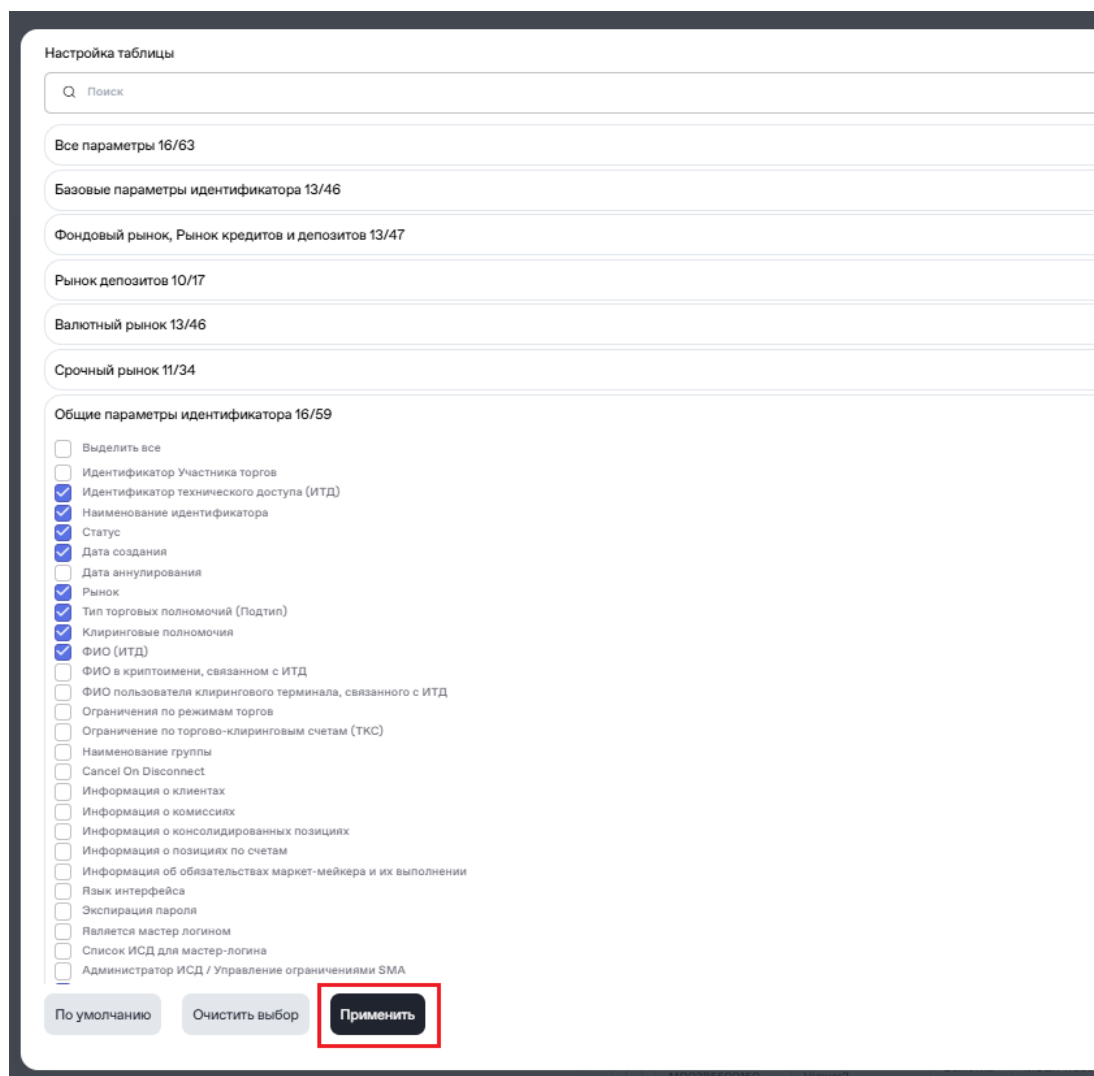 Настройка таблицы
Поиск
Все параметры 16/63
Базовые параметры идентификатора 13/46
Фондовый рынок, Рынок кредитов и депозитов 13/47
Рынок депозитов 10/17
Валютный рынок 13/46
Срочный рынок 11/34
Общие параметры идентификатора 16/59
Выделить все
Идентификатор Участника торгов
Идентификатор технического доступа (ИТД)
Наименование идентификатора
Статус
Дата создания
Дата аннулирования
Рынок
Тип торговых полномочий (Подтип)
Клиринговые полномочия
ФИО (ИТД)
ФИО в криптоимени, связанном с ИТД
ФИО пользователя клирингового терминала, связанного с ИТД
Ограничения по режимам торгов
Ограничение по торгово-клиринговым счетам (ТКС)
Наименование группы
Cancel On Disconnect
Информация о клиентах
Информация о комиссиях
Информация о консолидированных позициях
Информация о позициях по счетам
Информация об обязательствах маркет-мейкера и их выполнении
Язык интерфейса
Экспирация пароля
Является мастер логином
Список ИСД для мастер-логина
Администратор ИСД / Управление ограничениями SMA
По умолчанию Очистить выбор Применить